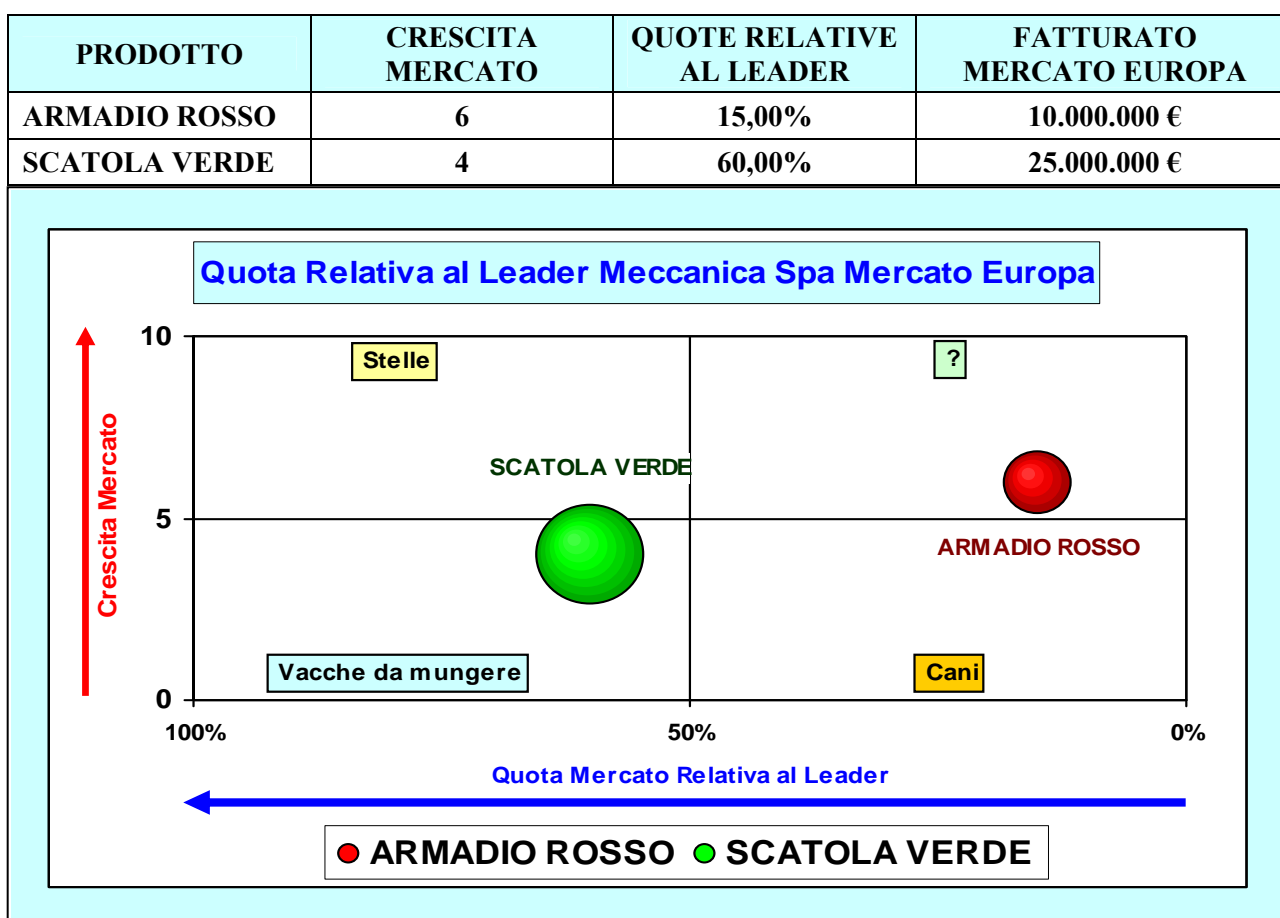 PRODOTTO
CRESCITA MERCATO
QUOTE RELATIVE AL LEADER
FATTURATO MERCATO EUROPA
ARMADIO ROSSO 6 15,00% 10.000.000 €
SCATOLA VERDE 4 60,00% 25.000.000 €
Quota Relativa al Leader Meccanica Spa Mercato Europa
10
Stelle
?
Crescita Mercato
SCATOLA VERDE
5
ARMADIO ROSSO
Vacche da mungere
Cani
0
100% 50% 0%
Quota Mercato Relativa al Leader
ARMADIO ROSSO SCATOLA VERDE